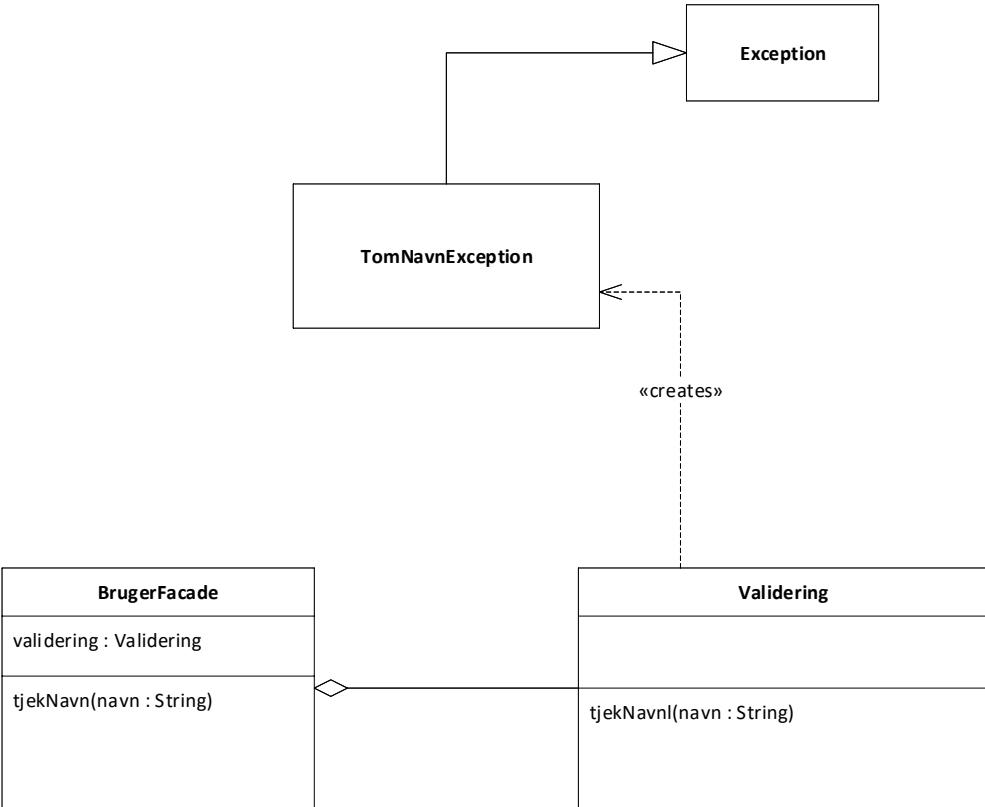 Exception
TomNavnException
«creates»
BrugerFacade
validering : Validering
tjekNavn(navn : String)
Validering
tjekNavnl(navn : String)